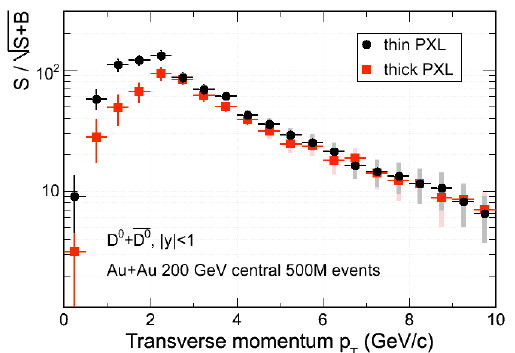 S / √S+B
10²
10
thin PXL
thick PXL
D⁰+D̅⁰, |y|<1
Au+Au 200 GeV central 500M events
0 2 4 6 8 10
Transverse momentum p_T (GeV/c)